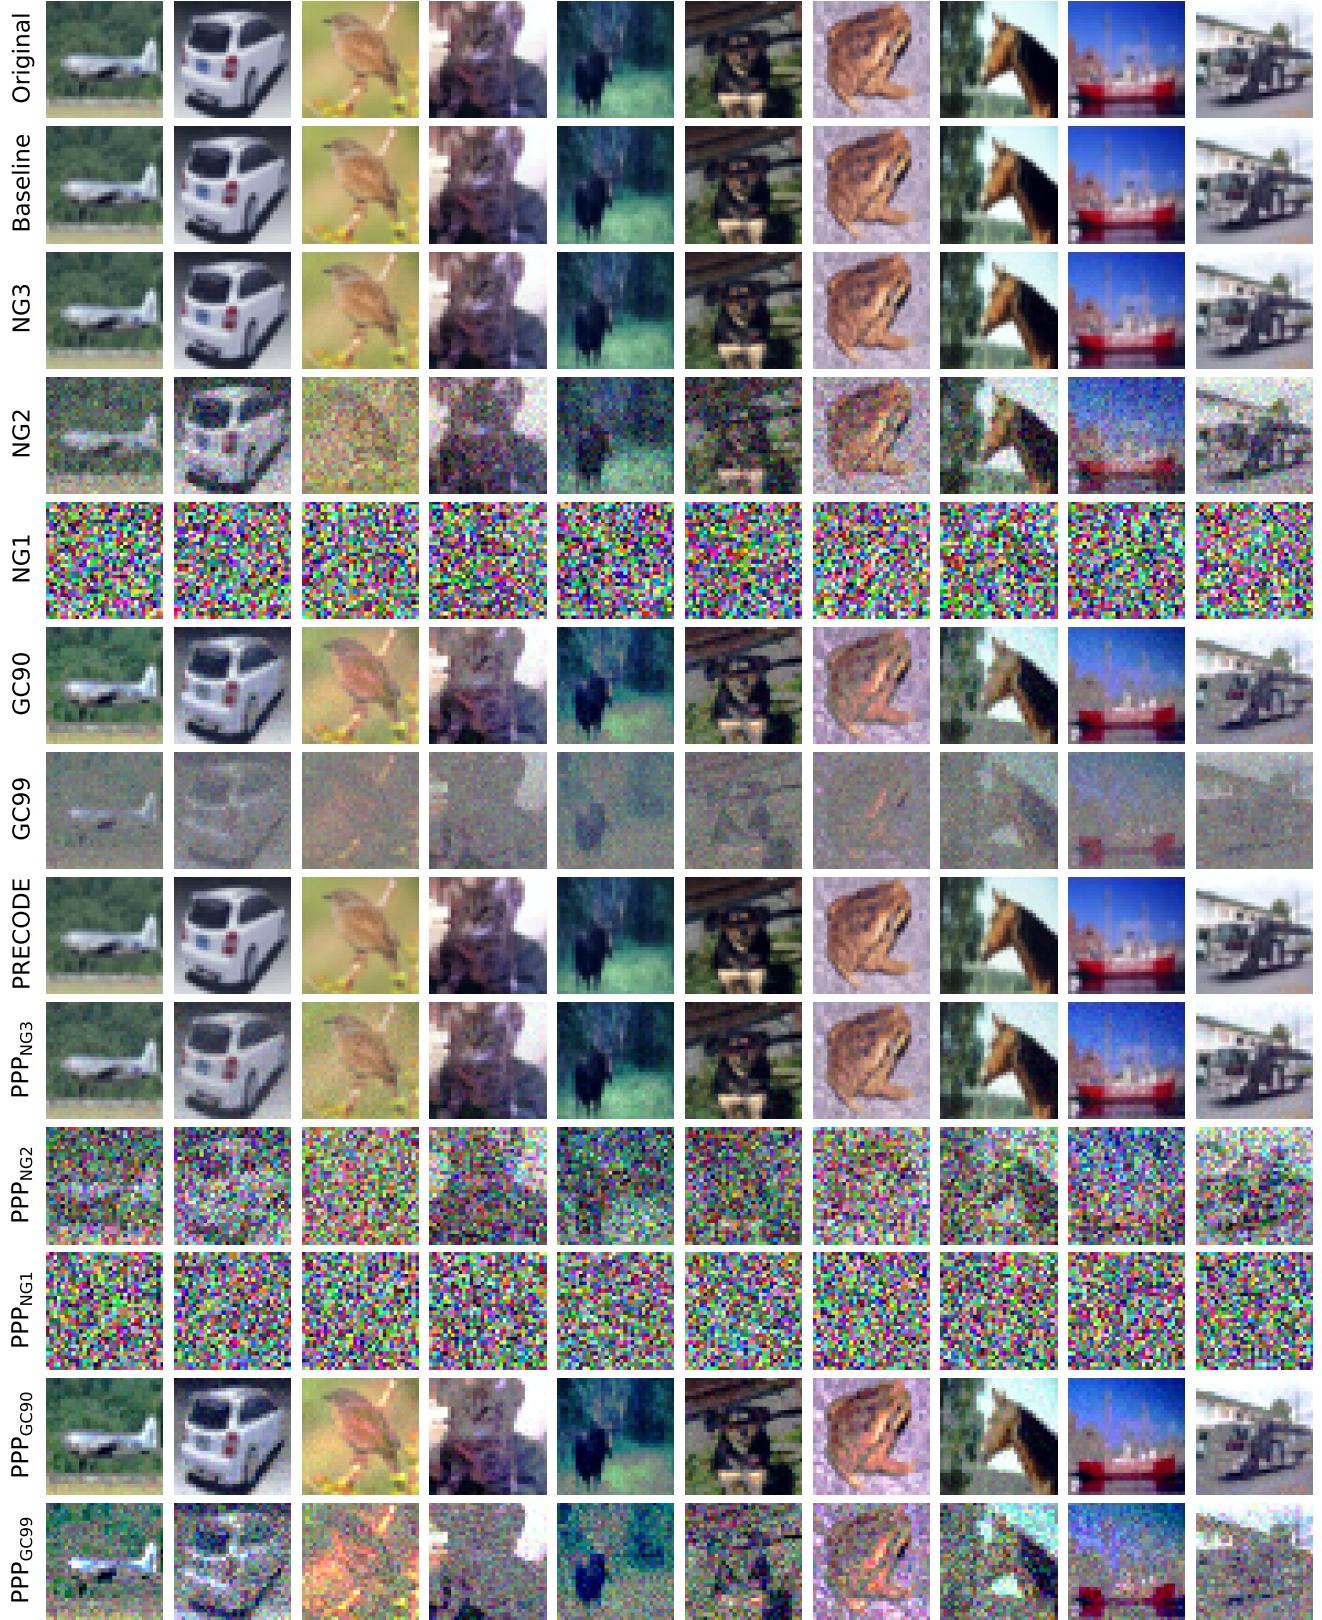 Original
Baseline
NG3
NG2
NG1
GC90
GC99
PRECODE
PPPNG3
PPPNG2
PPPNG1
PPPGC90
PPPGC99